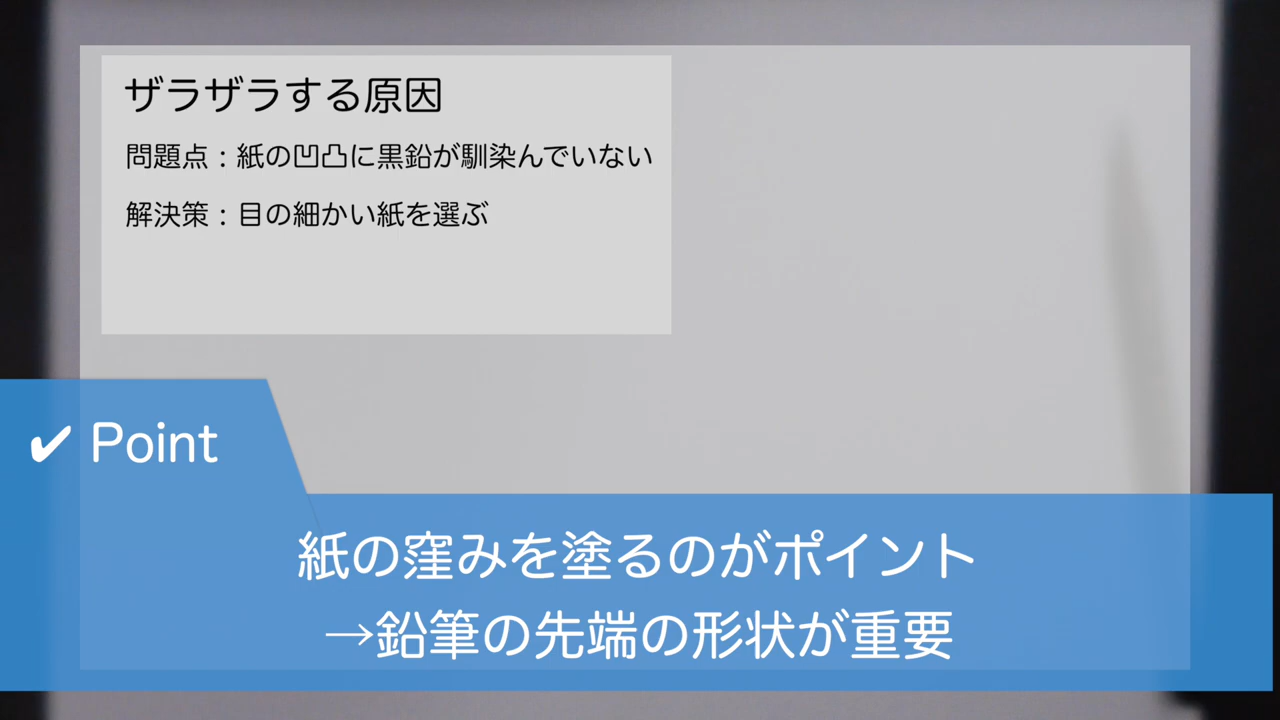 ザラザラする原因
問題点：紙の凹凸に黒鉛が馴染んでいない
解決策：目の細かい紙を選ぶ
✔ Point
紙の窪みを塗るのがポイント
→鉛筆の先端の形状が重要